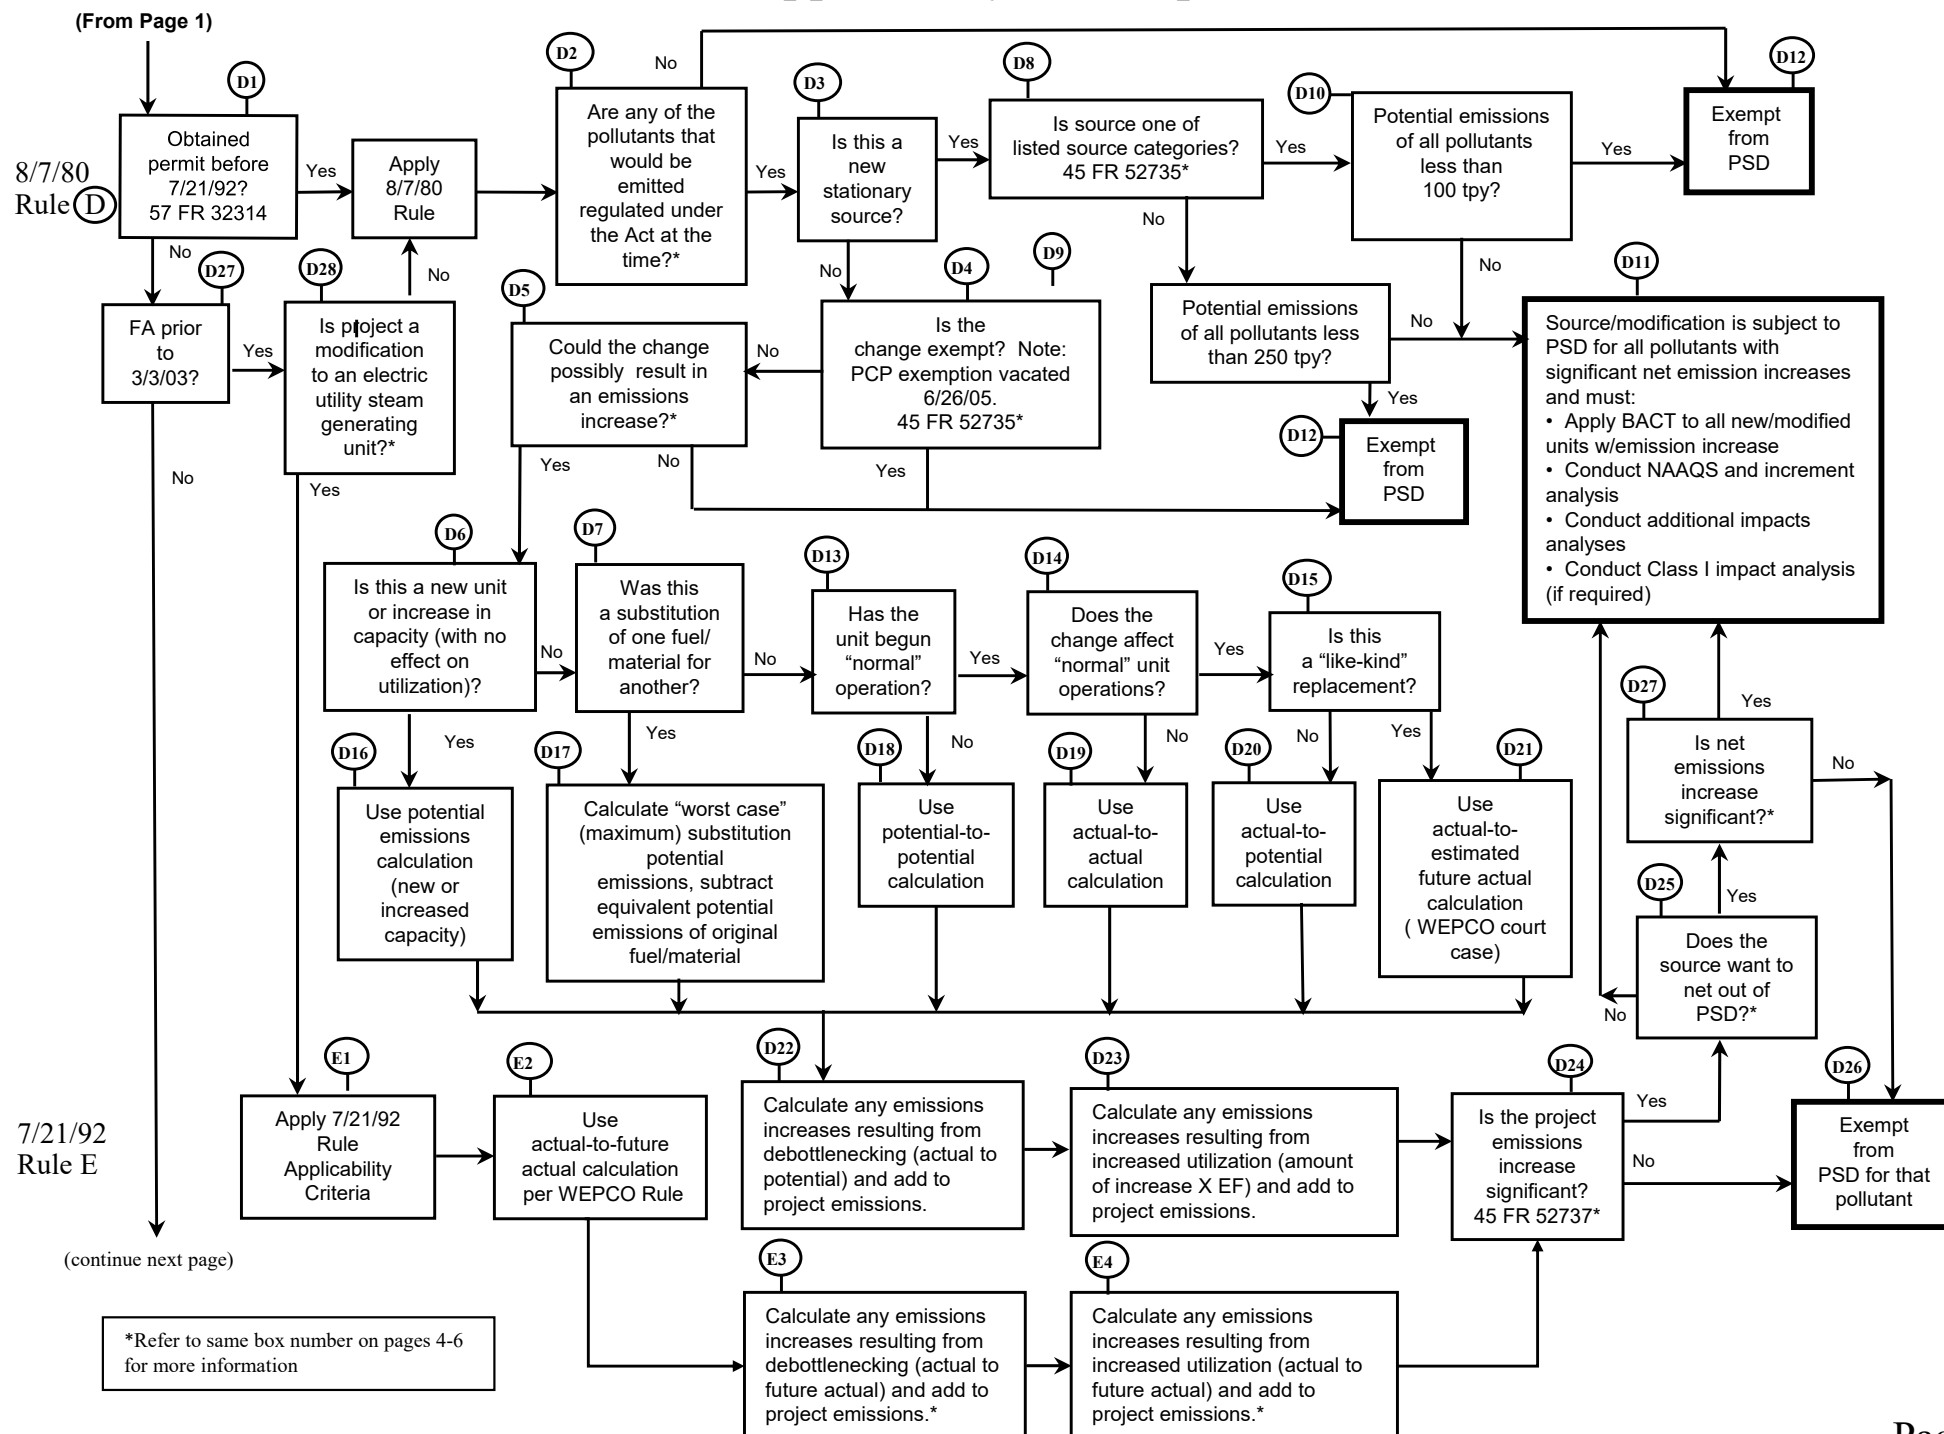 (From Page 1)
D1
D2
No
D3
D8
D10
D12
8/7/80
Rule D
Obtained
permit before
7/21/92?
57 FR 32314
Yes
Apply
8/7/80
Rule
Are any of the
pollutants that
would be
emitted
regulated under
the Act at the
time?*
Yes
Is this a
new
stationary
source?
Yes
Is source one of
listed source categories?
45 FR 52735*
Yes
Potential emissions
of all pollutants
less than
100 tpy?
Yes
Exempt
from
PSD
No
D27
D28
No
D5
No
D4
D9
No
No
D11
FA prior
to
3/3/03?
Yes
Is project a
modification
to an electric
utility steam
generating
unit?*
Could the change
possibly result in
an emissions
increase?*
No
Is the
change exempt? Note:
PCP exemption vacated
6/26/05.
45 FR 52735*
Potential emissions
of all pollutants less
than 250 tpy?
No
Yes
D12
Exempt
from
PSD
Source/modification is subject to
PSD for all pollutants with
significant net emission increases
and must:
• Apply BACT to all new/modified
units w/emission increase
• Conduct NAAQS and increment
analysis
• Conduct additional impacts
analyses
• Conduct Class I impact analysis
(if required)
No
Yes
Yes
No
Yes
D6
D7
D13
D14
D15
Is this a new unit
or increase in
capacity (with no
effect on
utilization)?
No
Was this
a substitution
of one fuel/
material for
another?
No
Has the
unit begun
“normal”
operation?
Yes
Does the
change affect
“normal” unit
operations?
Yes
Is this
a “like-kind”
replacement?
D27
Yes
Is net
emissions
increase
significant?*
No
D16
Yes
D17
Yes
D18
No
D19
No
D20
No
Yes
D21
Use potential
emissions
calculation
(new or
increased
capacity)
Calculate “worst case”
(maximum) substitution
potential
emissions, subtract
equivalent potential
emissions of original
fuel/material
Use
potential-to-
potential
calculation
Use
actual-to-
actual
calculation
Use
actual-to-
potential
calculation
Use
actual-to-
estimated
future actual
calculation
( WEPCO court
case)
D25
Yes
Does the
source want to
net out of
PSD?*
No
E1
E2
D22
D23
D24
D26
7/21/92
Rule E
Apply 7/21/92
Rule
Applicability
Criteria
Use
actual-to-future
actual calculation
per WEPCO Rule
Calculate any emissions
increases resulting from
debottlenecking (actual to
potential) and add to
project emissions.
Calculate any emissions
increases resulting from
increased utilization (amount
of increase X EF) and add to
project emissions.
Is the project
emissions
increase
significant?
45 FR 52737*
Yes
No
Exempt
from
PSD for that
pollutant
(continue next page)
E3
E4
Calculate any emissions
increases resulting from
debottlenecking (actual to
future actual) and add to
project emissions.*
Calculate any emissions
increases resulting from
increased utilization (actual to
future actual) and add to
project emissions.*
*Refer to same box number on pages 4-6
for more information